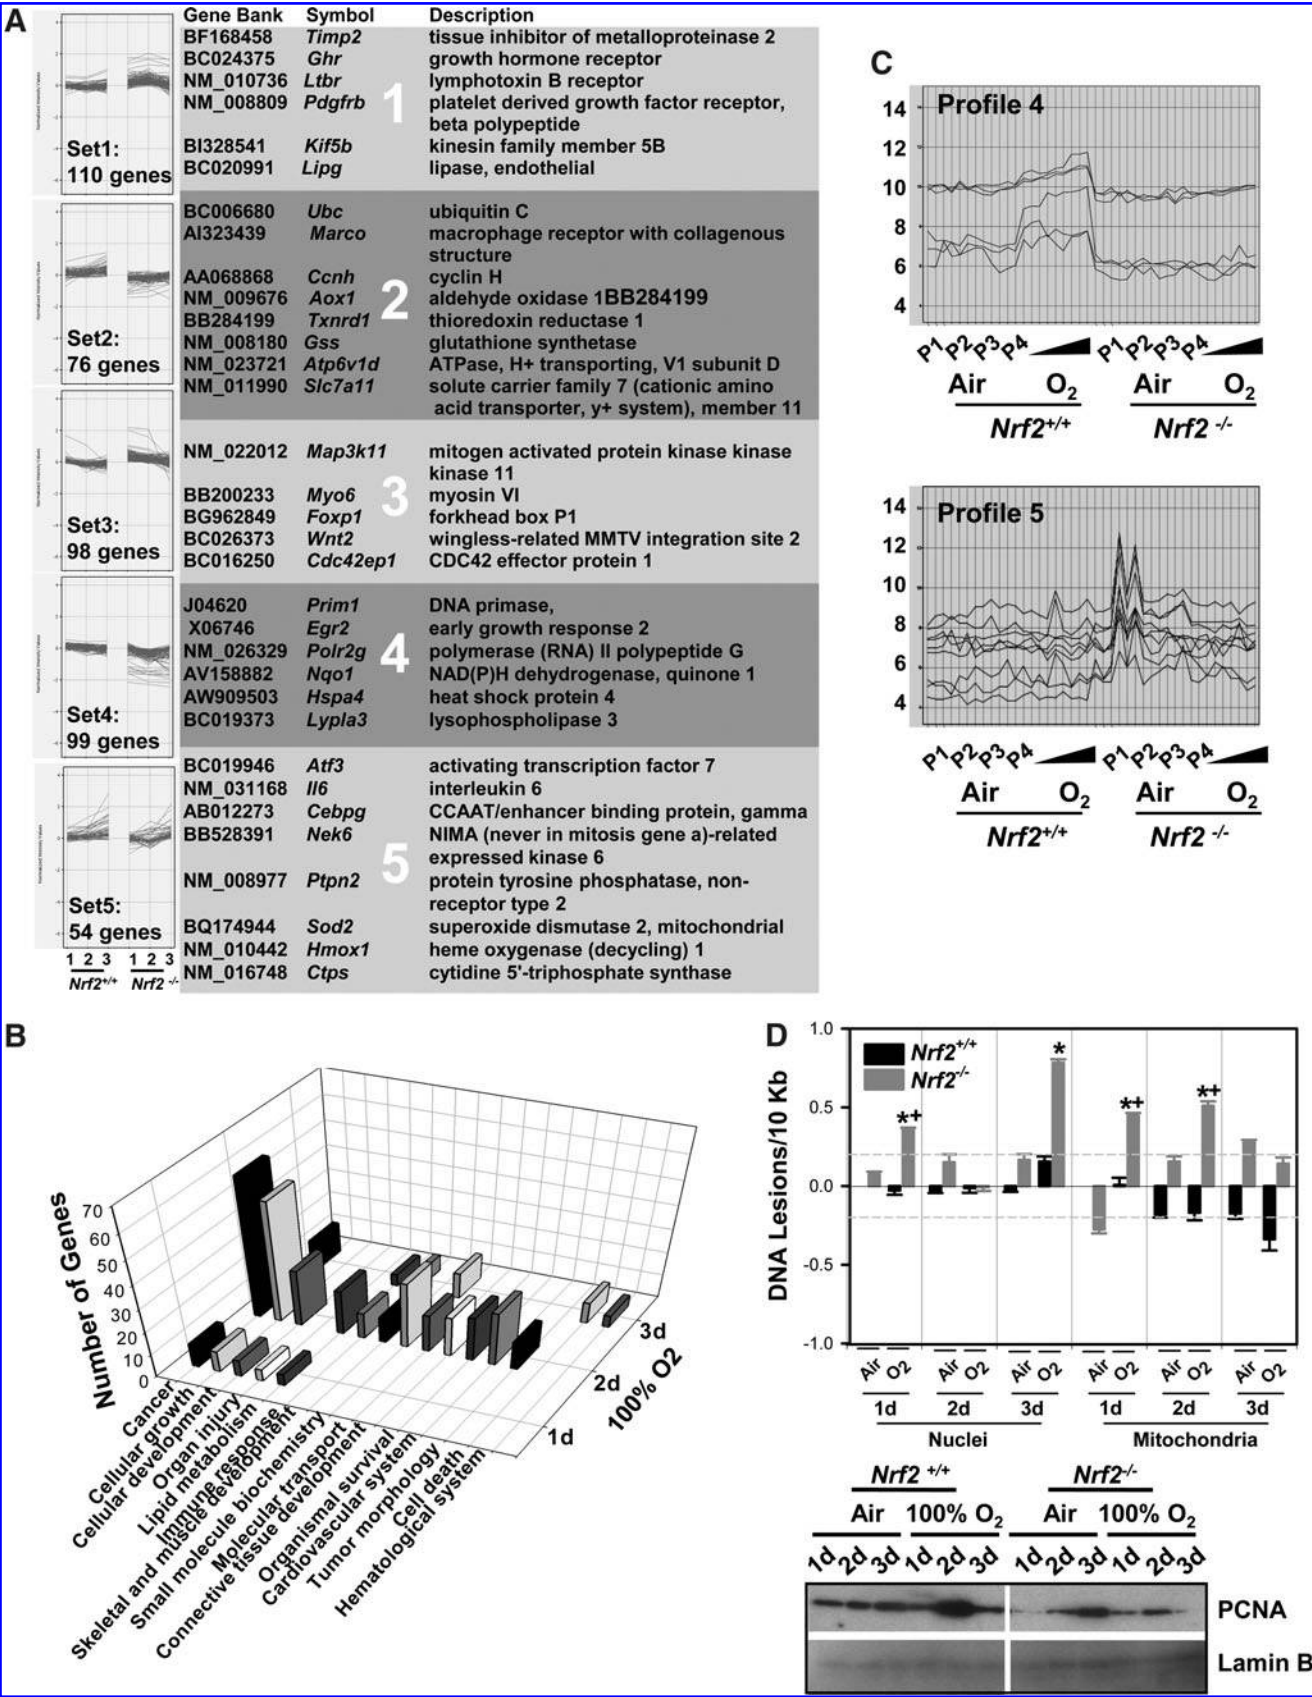 A
Gene Bank Symbol Description
BF168458 Timp2 tissue inhibitor of metalloproteinase 2
BC024375 Ghr growth hormone receptor
NM_010736 Ltbr lymphotoxin B receptor
NM_008809 Pdgfrb platelet derived growth factor receptor,
beta polypeptide
BI328541 Kif5b kinesin family member 5B
BC020991 Lipg lipase, endothelial
1
Set1:
110 genes
BC006680 Ubc ubiquitin C
AI323439 Marco macrophage receptor with collagenous
structure
AA068868 Ccnh cyclin H
NM_009676 Aox1 aldehyde oxidase 1BB284199
BB284199 Txnrd1 thioredoxin reductase 1
NM_008180 Gss glutathione synthetase
NM_023721 Atp6v1d ATPase, H+ transporting, V1 subunit D
NM_011990 Slc7a11 solute carrier family 7 (cationic amino
acid transporter, y+ system), member 11
2
Set2:
76 genes
NM_022012 Map3k11 mitogen activated protein kinase kinase
kinase 11
BB200233 Myo6 myosin VI
BG962849 Foxp1 forkhead box P1
BC026373 Wnt2 wingless-related MMTV integration site 2
BC016250 Cdc42ep1 CDC42 effector protein 1
3
Set3:
98 genes
J04620 Prim1 DNA primase,
X06746 Egr2 early growth response 2
NM_026329 Polr2g polymerase (RNA) II polypeptide G
AV158882 Nqo1 NAD(P)H dehydrogenase, quinone 1
AW909503 Hspa4 heat shock protein 4
BC019373 Lypla3 lysophospholipase 3
4
Set4:
99 genes
BC019946 Atf3 activating transcription factor 7
NM_031168 Il6 interleukin 6
AB012273 Cebpg CCAAT/enhancer binding protein, gamma
BB528391 Nek6 NIMA (never in mitosis gene a)-related
expressed kinase 6
NM_008977 Ptpn2 protein tyrosine phosphatase, non-
receptor type 2
BQ174944 Sod2 superoxide dismutase 2, mitochondrial
NM_010442 Hmox1 heme oxygenase (decycling) 1
NM_016748 Ctps cytidine 5'-triphosphate synthase
5
Set5:
54 genes
1 2 3 1 2 3
Nrf2+/+ Nrf2 -/-
C
Profile 4
14
12
10
8
6
4
P1 P2 P3 P4 P1 P2 P3 P4
Air O2 Air O2
Nrf2+/+ Nrf2 -/-
Profile 5
14
12
10
8
6
4
P1 P2 P3 P4 P1 P2 P3 P4
Air O2 Air O2
Nrf2+/+ Nrf2 -/-
B
Number of Genes
70
60
50
40
30
20
10
0
Cancer
Cellular growth
Cellular development
Organ injury
Lipid metabolism
Immune response
Skeletal and muscle development
Small molecule biochemistry
Molecular transport
Connective tissue development
Organismal survival
Cardiovascular system
Tumor morphology
Cell death
Hematological system
1d
2d
3d
100% O2
D
Nrf2+/+
Nrf2-/-
DNA Lesions/10 Kb
1.0
0.5
0.0
-0.5
-1.0
*+ * *+ *+
Air O2 Air O2 Air O2 Air O2 Air O2 Air O2
1d 2d 3d 1d 2d 3d
Nuclei Mitochondria
Nrf2 +/+ Nrf2-/-
Air 100% O2 Air 100% O2
1d 2d 3d 1d 2d 3d 1d 2d 3d 1d 2d 3d
PCNA
Lamin B